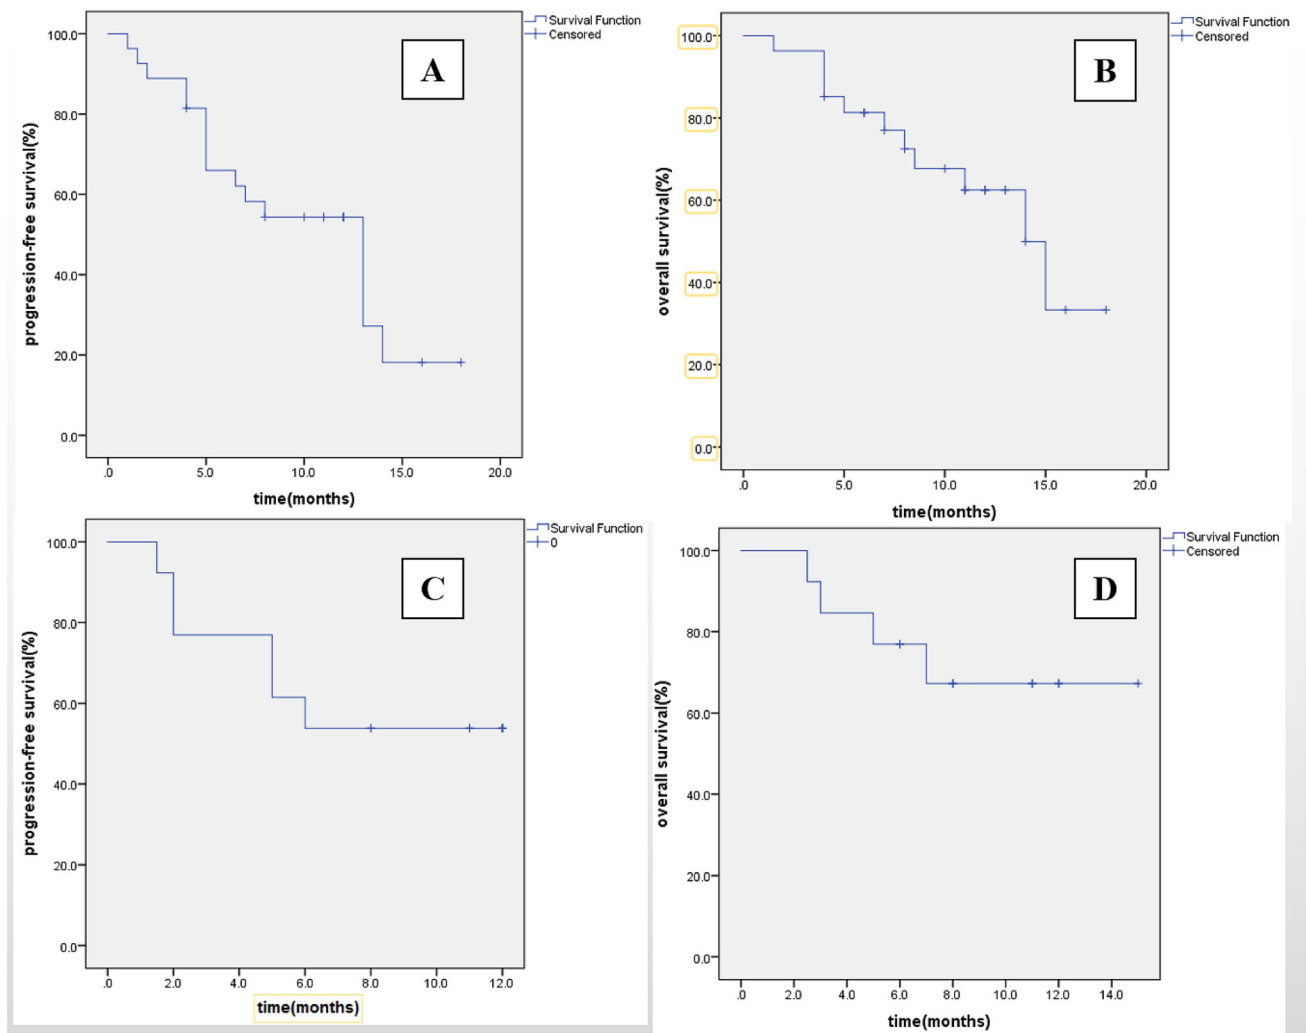 A
Survival Function
Censored
progression-free survival(%)
100.0
80.0
60.0
40.0
20.0
0.0
.0 5.0 10.0 15.0 20.0
time(months)
B
Survival Function
Censored
overall survival(%)
100.0
80.0
60.0
40.0
20.0
0.0
.0 5.0 10.0 15.0 20.0
time(months)
C
Survival Function
0
progression-free survival(%)
100.0
80.0
60.0
40.0
20.0
0.0
.0 2.0 4.0 6.0 8.0 10.0 12.0
time(months)
D
Survival Function
Censored
overall survival(%)
100.0
80.0
60.0
40.0
20.0
0.0
.0 2.0 4.0 6.0 8.0 10.0 12.0 14.0
time(months)